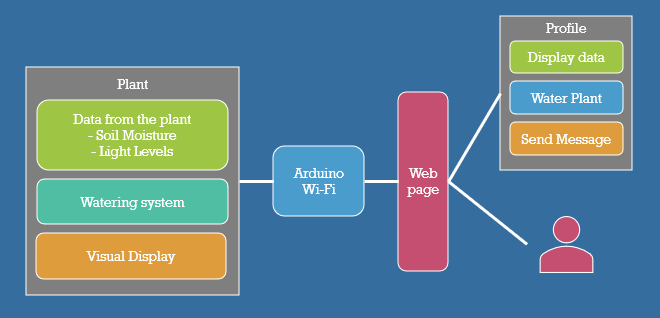 Plant
Data from the plant
- Soil Moisture
- Light Levels
Watering system
Visual Display
Arduino
Wi-Fi
Web
page
Profile
Display data
Water Plant
Send Message